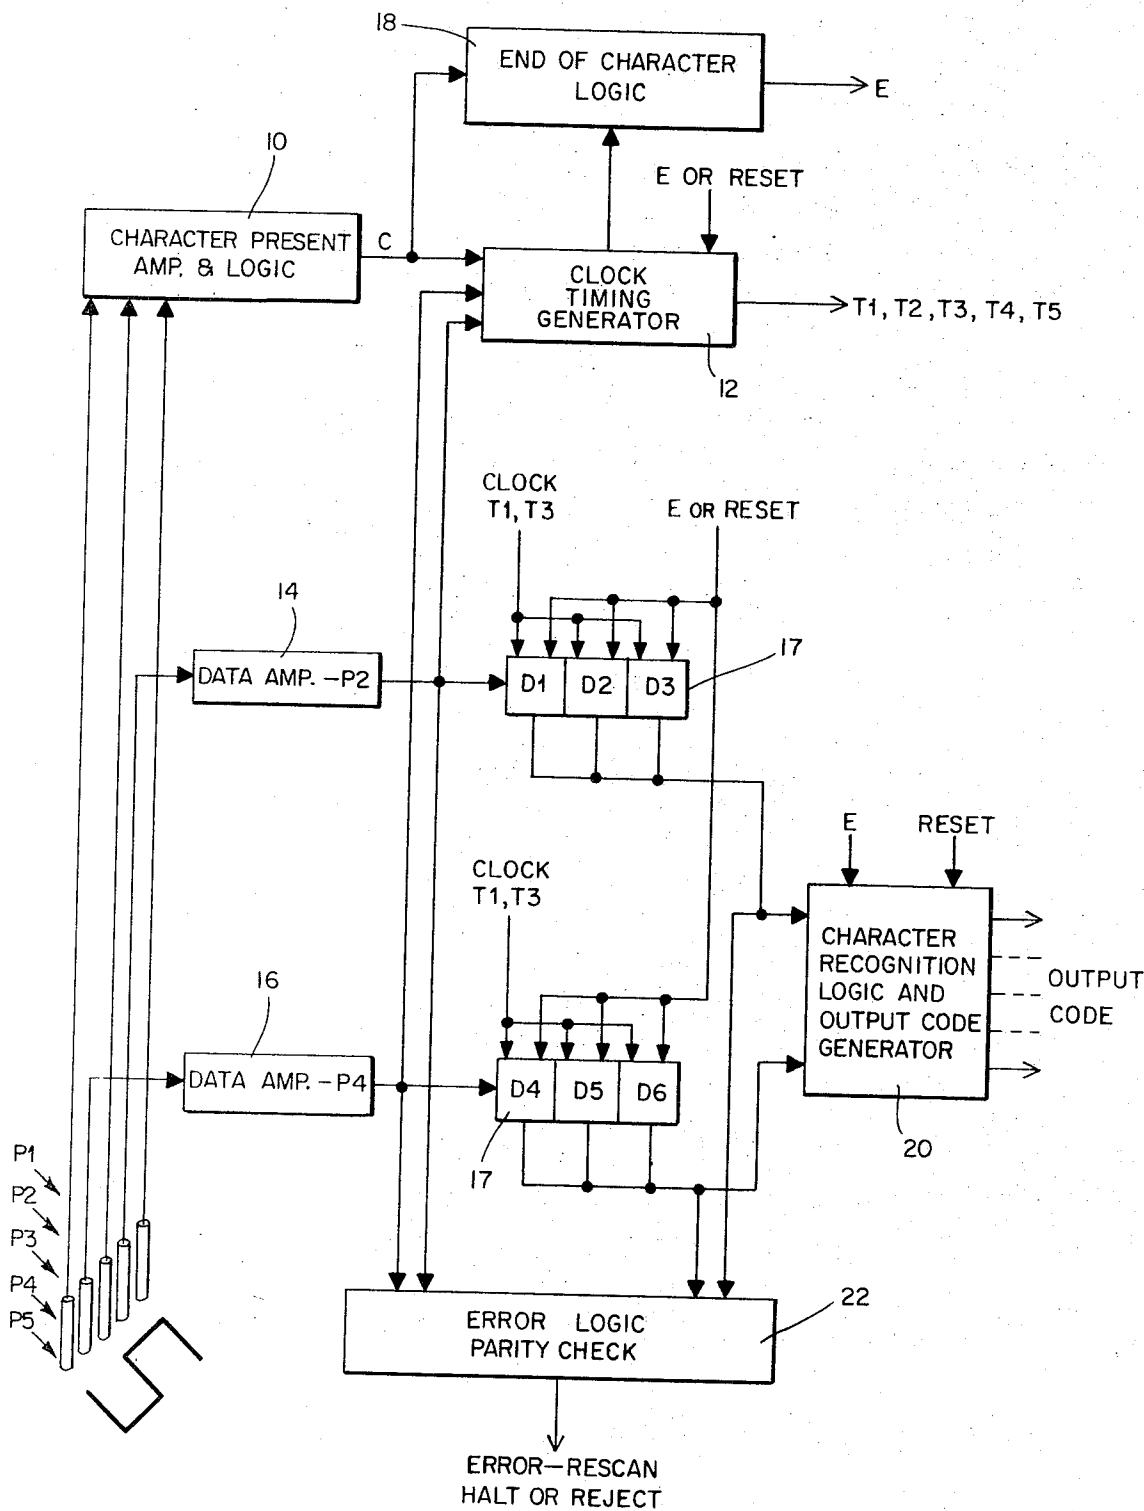 18
END OF CHARACTER
LOGIC
E
10
E OR RESET
CHARACTER PRESENT
AMP. & LOGIC
C
CLOCK
TIMING
GENERATOR
T1, T2, T3, T4, T5
12
CLOCK
T1, T3
E OR RESET
14
DATA AMP. -P2
D1
D2
D3
17
E
RESET
CLOCK
T1, T3
CHARACTER
RECOGNITION
LOGIC AND
OUTPUT CODE
GENERATOR
OUTPUT
CODE
16
DATA AMP. -P4
D4
D5
D6
17
20
P1
P2
P3
P4
P5
22
ERROR LOGIC
PARITY CHECK
ERROR-RESCAN
HALT OR REJECT